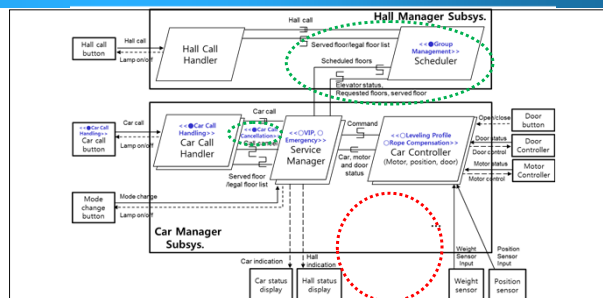 Hall Manager Subsys.
Hall call
Hall call
button
Hall call
Lamp on/off
Hall Call
Handler
Served floor/legal floor list
Scheduled floors
<<●Group
Management>>
Scheduler
Elevator status,
Requested floors, served floor
<<●Car Call
Handling>>
Car call
button
Car call
Lamp on/off
<<●Car Call
Handling>>
Car Call
Handler
Car call
<<●Car Call
Cancellation>>
Call cancel
Served floor
/legal floor list
<<○VIP, ○
Emergency>>
Service
Manager
Command
Car, motor
and door
status
<<○Leveling Profile
○Rope Compensation>>
Car Controller
(Motor, position, door)
Open/close
Door
button
Door status
Door control
Door
Controller
Motor status
Motor control
Motor
Controller
Mode
change
button
Mode change
Lamp on/off
Car Manager
Subsys.
Car indication
Hall
indication
Weight
Sensor
Input
Position
Sensor
Input
Car status
display
Hall status
display
Weight
sensor
Position
sensor